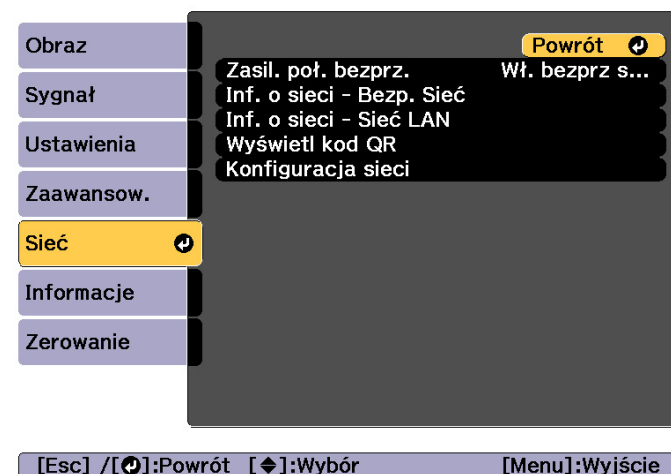 Obraz
Sygnał
Ustawienia
Zaawansow.
Sieć
Informacje
Zerowanie
Powrót
Zasil. poł. bezprz. Wł. bezprz s...
Inf. o sieci - Bezp. Sieć
Inf. o sieci - Sieć LAN
Wyświetl kod QR
Konfiguracja sieci
[Esc] /[]:Powrót []:Wybór [Menu]:Wyjście